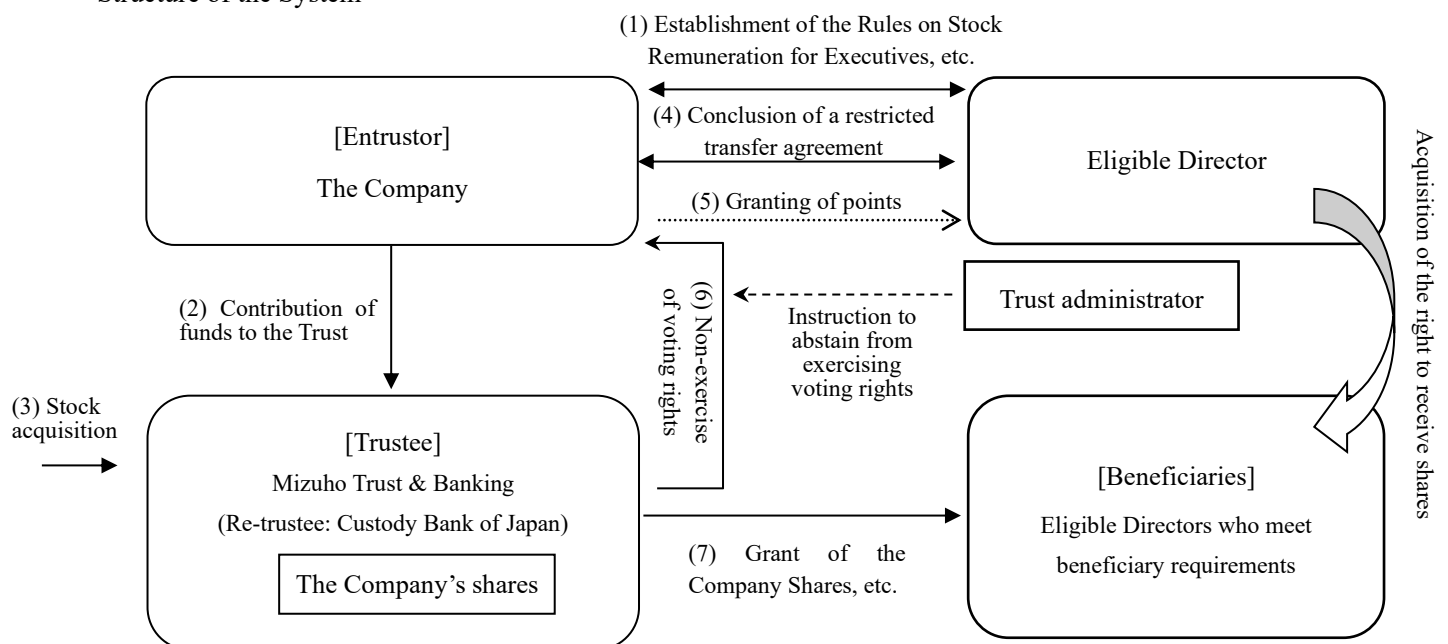 Structure of the System
(1) Establishment of the Rules on Stock
Remuneration for Executives, etc.
[Entrustor]
The Company
(4) Conclusion of a restricted
transfer agreement
Eligible Director
(5) Granting of points
Acquisition of the right to receive shares
(2) Contribution of
funds to the Trust
(6) Non-exercise
of voting rights
Trust administrator
Instruction to
abstain from
exercising
voting rights
(3) Stock
acquisition
[Trustee]
Mizuho Trust & Banking
(Re-trustee: Custody Bank of Japan)
The Company’s shares
(7) Grant of the
Company Shares, etc.
[Beneficiaries]
Eligible Directors who meet
beneficiary requirements